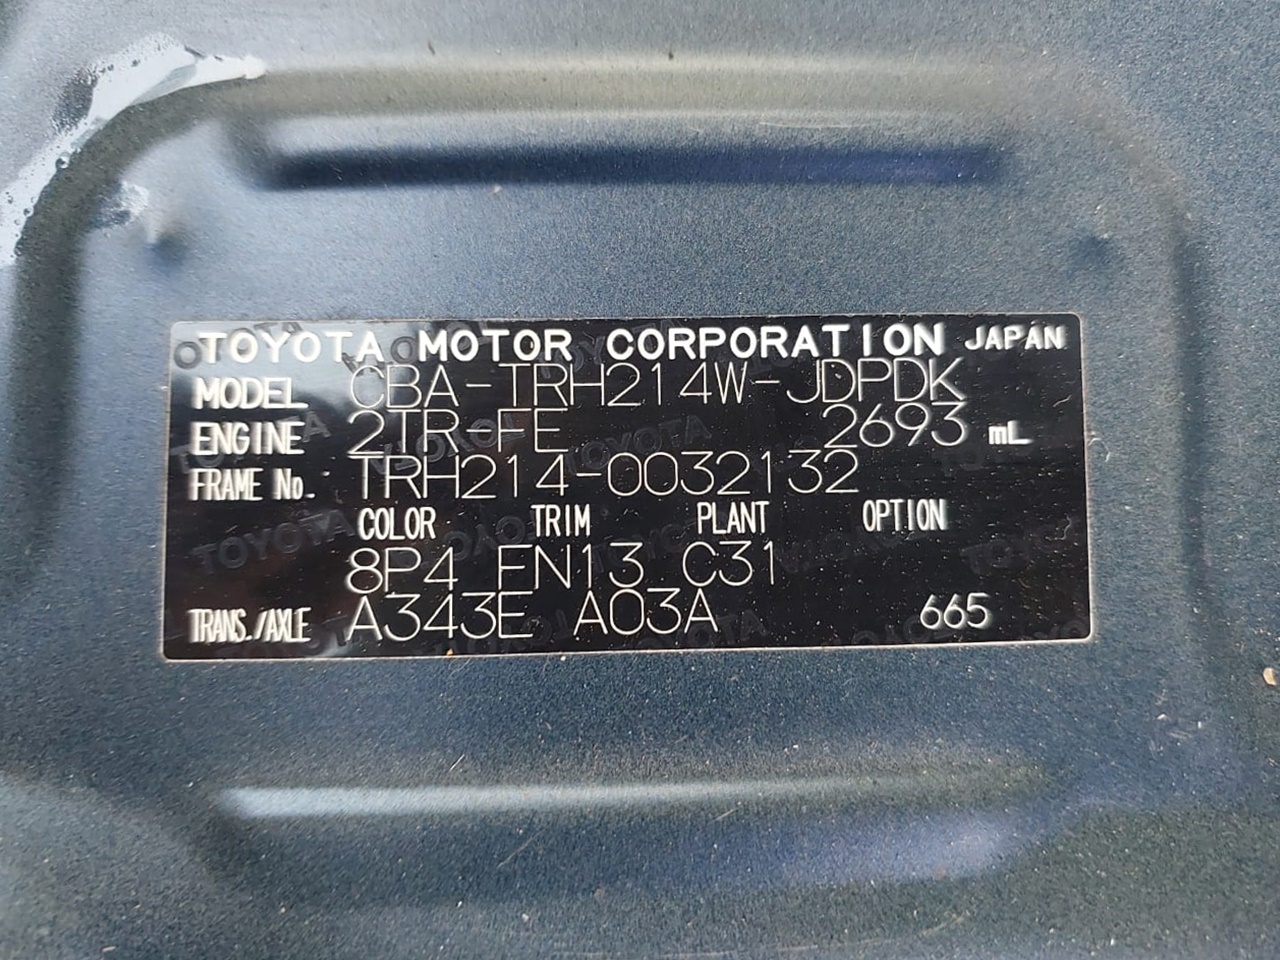 TOYOTA MOTOR CORPORATION JAPAN
MODEL CBA-TRH214W-JDPDK
ENGINE 2TR-FE 2693 mL
FRAME No. TRH214-0032132
COLOR TRIM PLANT OPTION
8P4 FN13 C31
TRANS./AXLE A343E A03A 665